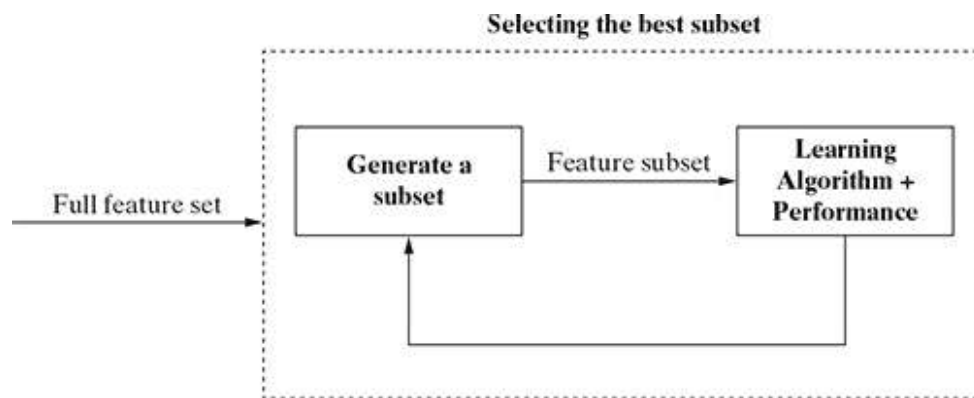 Selecting the best subset
Full feature set
Generate a
subset
Feature subset
Learning
Algorithm +
Performance